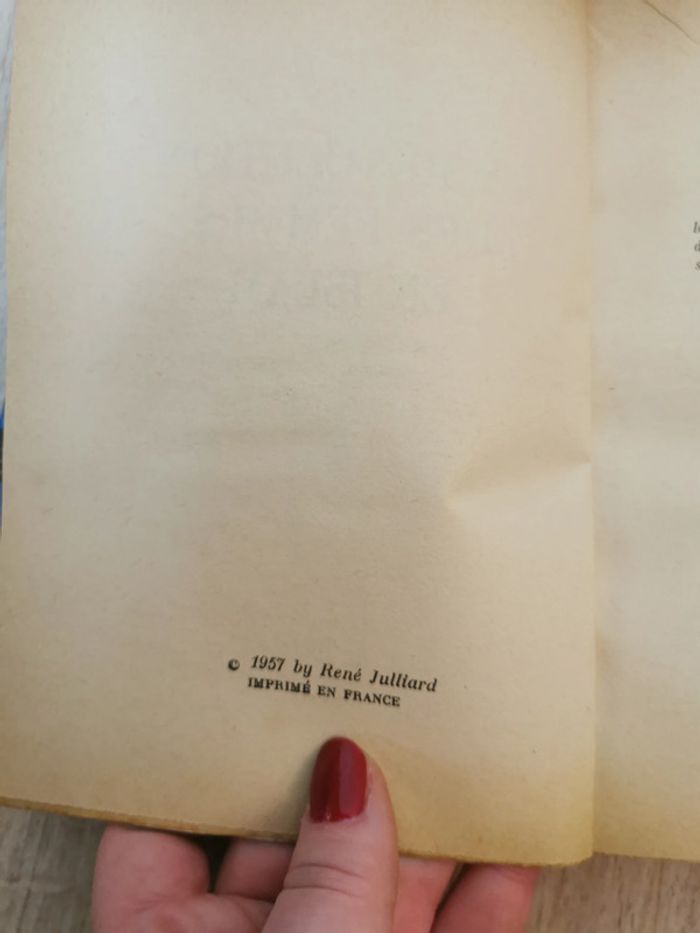 © 1957 by René Julliard
IMPRIMÉ EN FRANCE